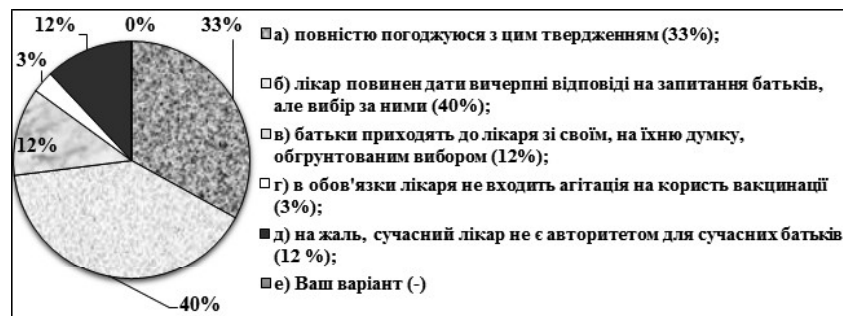 12%
0%
33%
3%
12%
40%
а) повністю погоджуюся з цим твердженням (33%);
б) лікар повинен дати вичерпні відповіді на запитання батьків,
але вибір за ними (40%);
в) батьки приходять до лікаря зі своїм, на їхню думку,
обгрунтованим вибором (12%);
г) в обов'язки лікаря не входить агітація на користь вакцинації
(3%);
д) на жаль, сучасний лікар не є авторитетом для сучасних батьків
(12 %);
е) Ваш варіант (-)